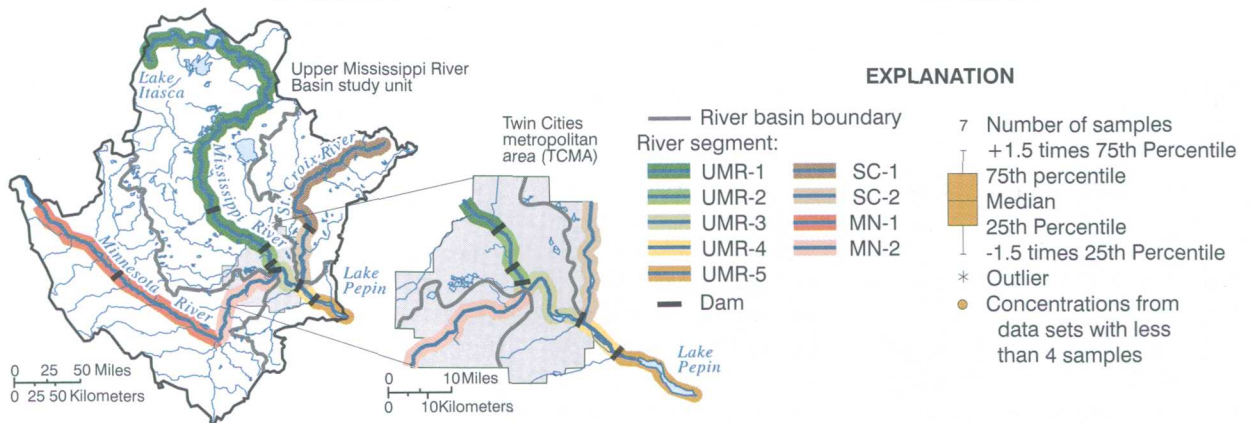 Lake
Itasca
Upper Mississippi River
Basin study unit
Mississippi River
St. Croix River
Minnesota River
Lake
Pepin
0 25 50 Miles
0 25 50 Kilometers
Twin Cities
metropolitan
area (TCMA)
Lake
Pepin
0 10 Miles
0 10 Kilometers
EXPLANATION
River basin boundary
River segment:
UMR-1
UMR-2
UMR-3
UMR-4
UMR-5
Dam
SC-1
SC-2
MN-1
MN-2
7 Number of samples
+1.5 times 75th Percentile
75th percentile
Median
25th Percentile
-1.5 times 25th Percentile
Outlier
Concentrations from
data sets with less
than 4 samples